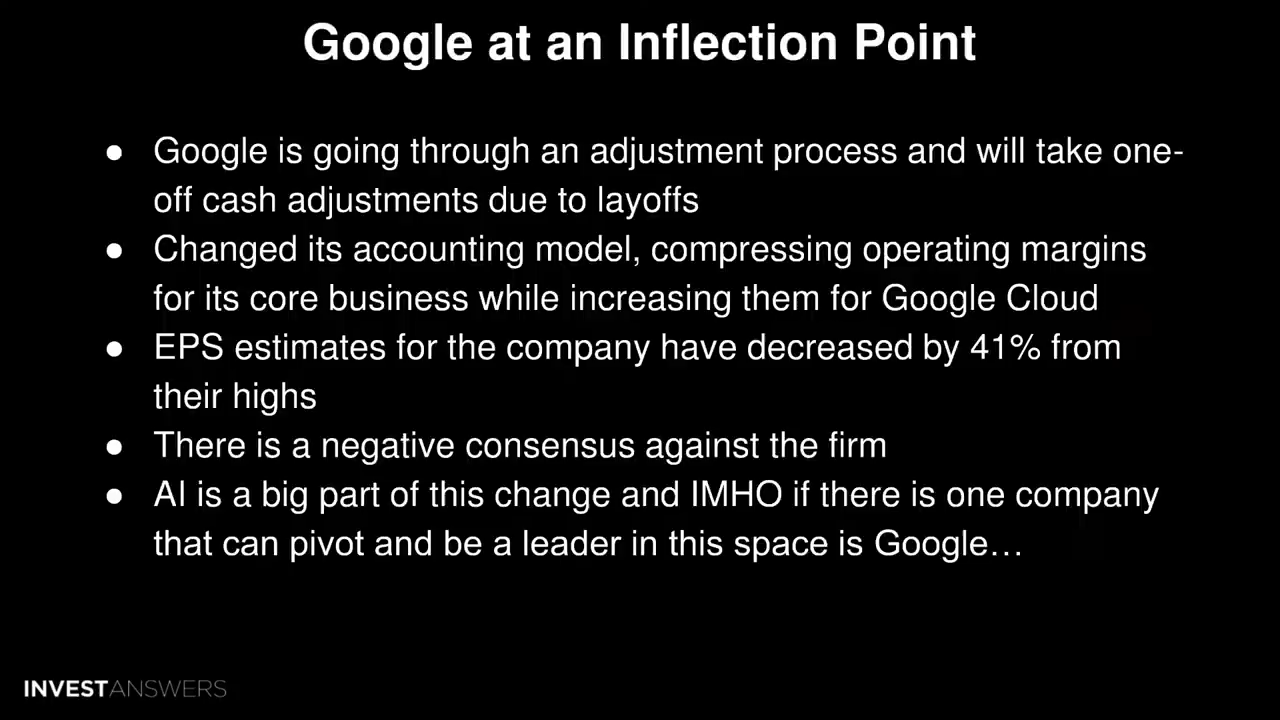 Google at an Inflection Point
● Google is going through an adjustment process and will take one-
off cash adjustments due to layoffs
● Changed its accounting model, compressing operating margins
for its core business while increasing them for Google Cloud
● EPS estimates for the company have decreased by 41% from
their highs
● There is a negative consensus against the firm
● AI is a big part of this change and IMHO if there is one company
that can pivot and be a leader in this space is Google…
INVESTANSWERS